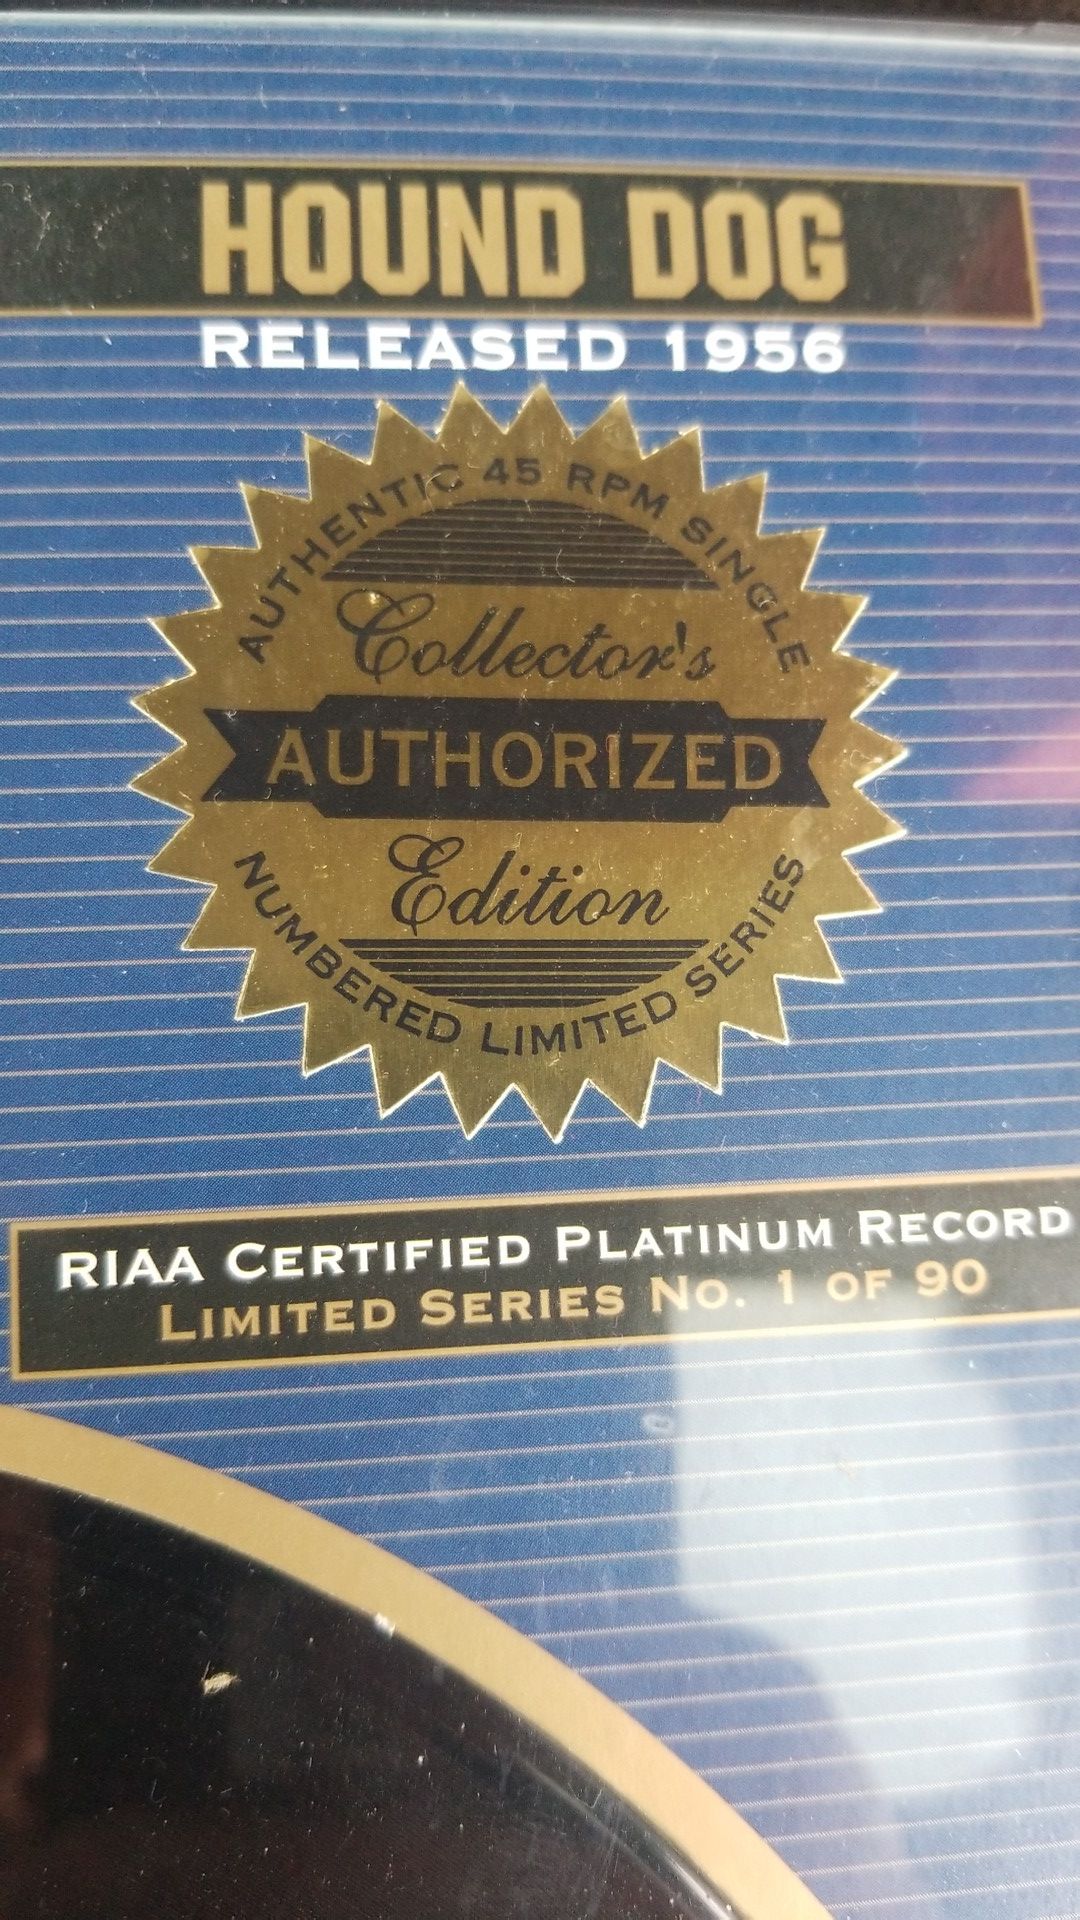 HOUND DOG
RELEASED 1956
AUTHENTIC 45 RPM SINGLE
Collector's
AUTHORIZED
Edition
NUMBERED LIMITED SERIES
RIAA CERTIFIED PLATINUM RECORD
LIMITED SERIES NO. 1 OF 90